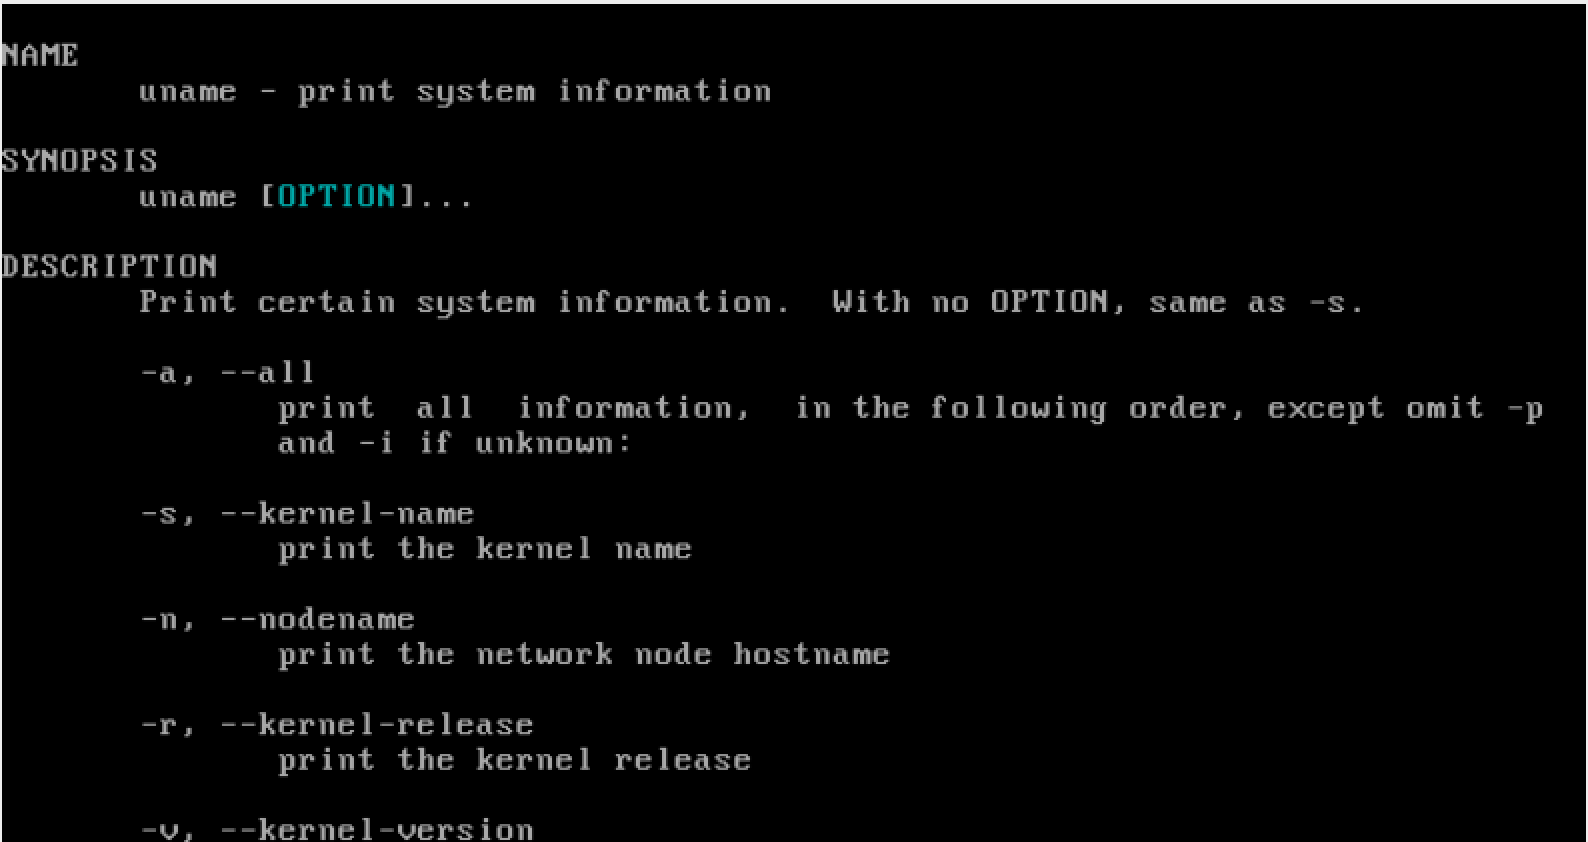 NAME
uname - print system information
SYNOPSIS
uname [OPTION]...
DESCRIPTION
Print certain system information.  With no OPTION, same as -s.
-a, --all
print  all  information,  in the following order, except omit -p
and -i if unknown:
-s, --kernel-name
print the kernel name
-n, --nodename
print the network node hostname
-r, --kernel-release
print the kernel release
-v, --kernel-version